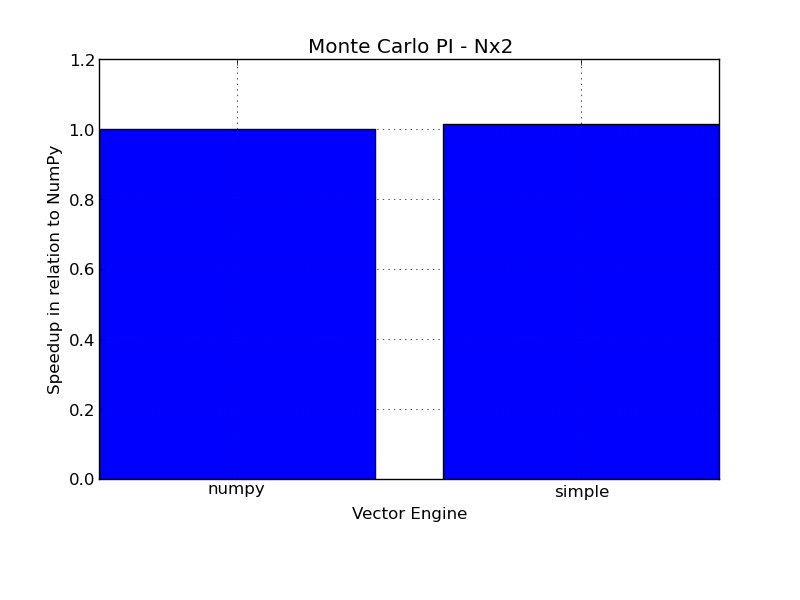 Monte Carlo PI - Nx2
1.2
1.0
0.8
0.6
0.4
0.2
0.0
Speedup in relation to NumPy
numpy
simple
Vector Engine